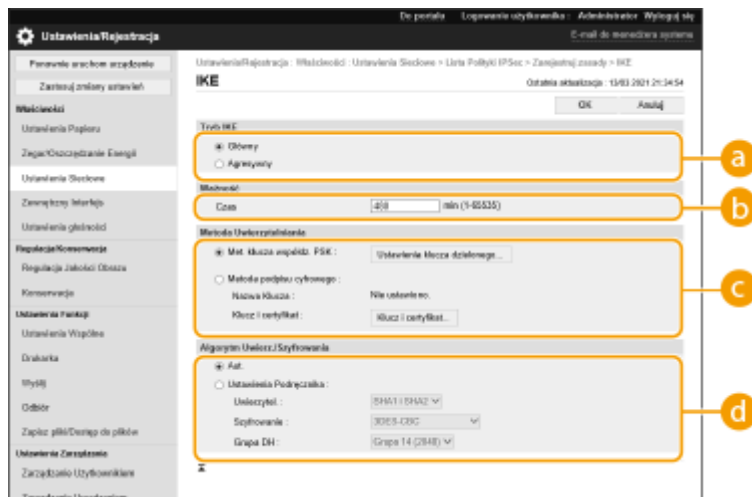 Do portalu Logowanie użytkownika : Administrator Wyloguj się
Ustawienia/Rejestracja
E-mail do menedżera systemu
Ponownie uruchom urządzenie
Zastosuj zmiany ustawień
Ustawienia/Rejestracja : Właściwości : Ustawienia Sieciowe > Lista Polityki IPSec > Zarejestruj zasady > IKE
IKE
Ostatnia aktualizacja : 13/03 2021 21:34:54
OK Anuluj
Właściwości
Ustawienia Papieru
Zegar/Oszczędzanie Energii
Ustawienia Sieciowe
Zewnętrzny Interfejs
Ustawienia głośności
Regulacja/Konserwacja
Regulacja Jakości Obrazu
Konserwacja
Ustawienia Funkcji
Ustawienia Wspólne
Drukarka
Wyślij
Odbiór
Zapisz pliki/Dostęp do plików
Ustawienia Zarządzania
Zarządzanie Użytkownikiem
Tryb IKE
Główny
Agresywny
a
Ważność
Czas 480 min (1-65535)
b
Metoda Uwierzytelniania
Met. klucza współdz. PSK : Ustawienia klucza dzielonego...
Metoda podpisu cyfrowego :
Nazwa Klucza : Nie ustawiono.
Klucz i certyfikat : Klucz i certyfikat...
c
Algorytm Uwierz./Szyfrowania
Aut.
Ustawienia Podręcznika :
Uwierzytel. : SHA1 i SHA2
Szyfrowanie : 3DES-CBC
Grupa DH : Grupa 14 (2048)
d